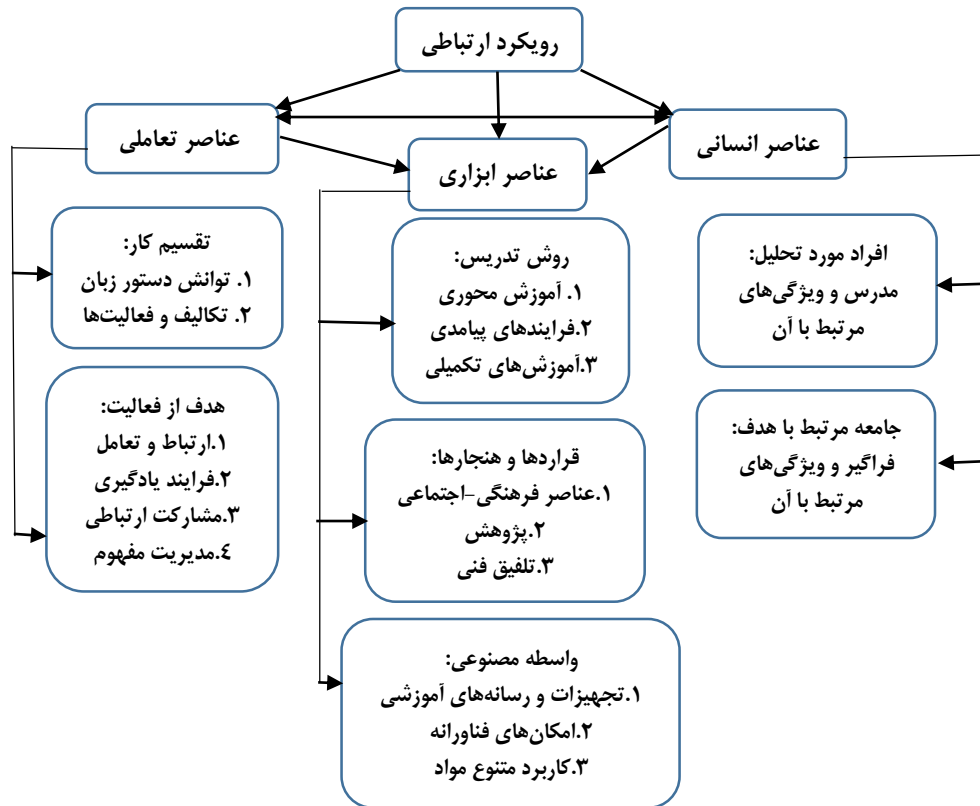 رویکرد ارتباطی
عناصر انسانی
عناصر ابزاری
عناصر تعاملی
افراد مورد تحلیل:
مدرس و ویژگی‌های
مرتبط با آن
جامعه مرتبط با هدف:
فراگیر و ویژگی‌های
مرتبط با آن
روش تدریس:
۱. آموزش محوری
۲.فرایندهای پیامدی
۳.آموزش‌های تکمیلی
قراردها و هنجارها:
۱.عناصر فرهنگی-اجتماعی
۲.پژوهش
۳.تلفیق فنی
واسطه مصنوعی:
۱.تجهیزات و رسانه‌های آموزشی
۲.امکان‌های فناورانه
۳.کاربرد متنوع مواد
تقسیم کار:
۱. توانش دستور زبان
۲. تکالیف و فعالیت‌ها
هدف از فعالیت:
۱.ارتباط و تعامل
۲.فرایند یادگیری
۳.مشارکت ارتباطی
٤.مدیریت مفهوم